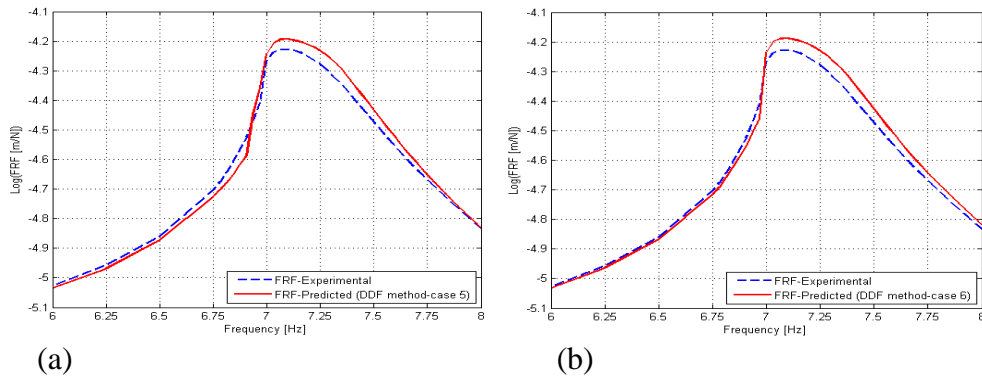 -4.1
-4.2
-4.3
-4.4
-4.5
-4.6
-4.7
-4.8
-4.9
-5
-5.1
Log(FRF [m/N])
6 6.25 6.5 6.75 7 7.25 7.5 7.75 8
Frequency [Hz]
FRF-Experimental
FRF-Predicted (DDF method-case 5)
(a)
-4.1
-4.2
-4.3
-4.4
-4.5
-4.6
-4.7
-4.8
-4.9
-5
-5.1
Log(FRF [m/N])
6 6.25 6.5 6.75 7 7.25 7.5 7.75 8
Frequency [Hz]
FRF-Experimental
FRF-Predicted (DDF method-case 6)
(b)